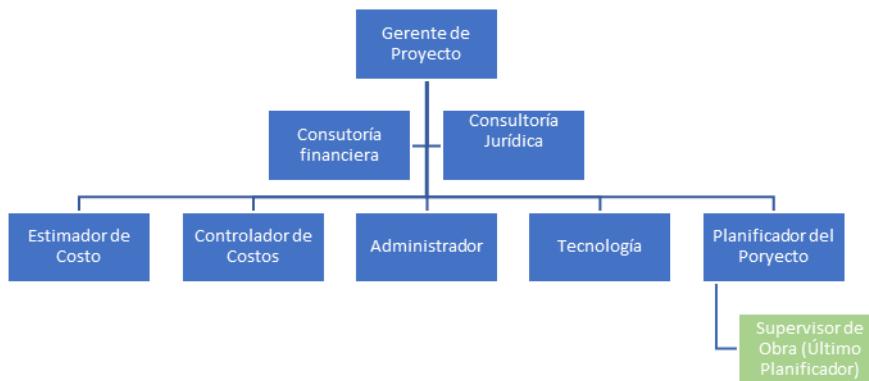 Gerente de
Proyecto
Consutoría
financiera
Consultoría
Jurídica
Estimador de
Costo
Controlador de
Costos
Administrador
Tecnología
Planificador del
Poryecto
Supervisor de
Obra (Último
Planificador)